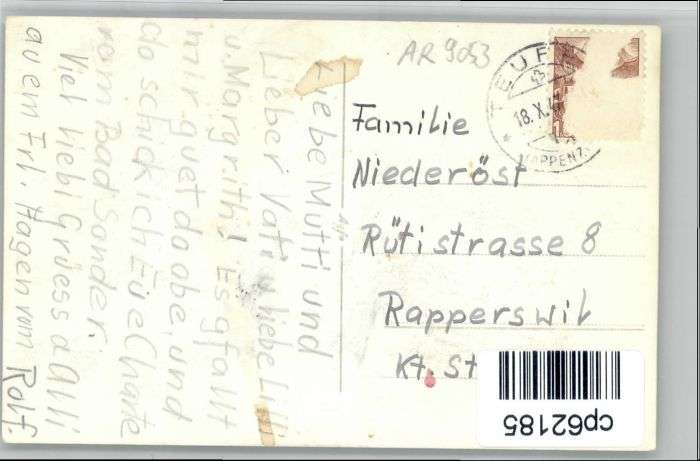 Liebe Mutti und
Lieber Vati u. liebe Lilli
u. Margrith! Es gfallt
mir guet do obe, und
do schick ich Eüe Charte
vom Bad Sonder.
Viel liebi Grüess a Alli
au em Frl. Hagen vom
Rolf.
AR 9053
TEUF
18. X.
APPENZ
Familie
Niederöst
Rütistrasse 8
Rapperswil
Kt. St
cp62185